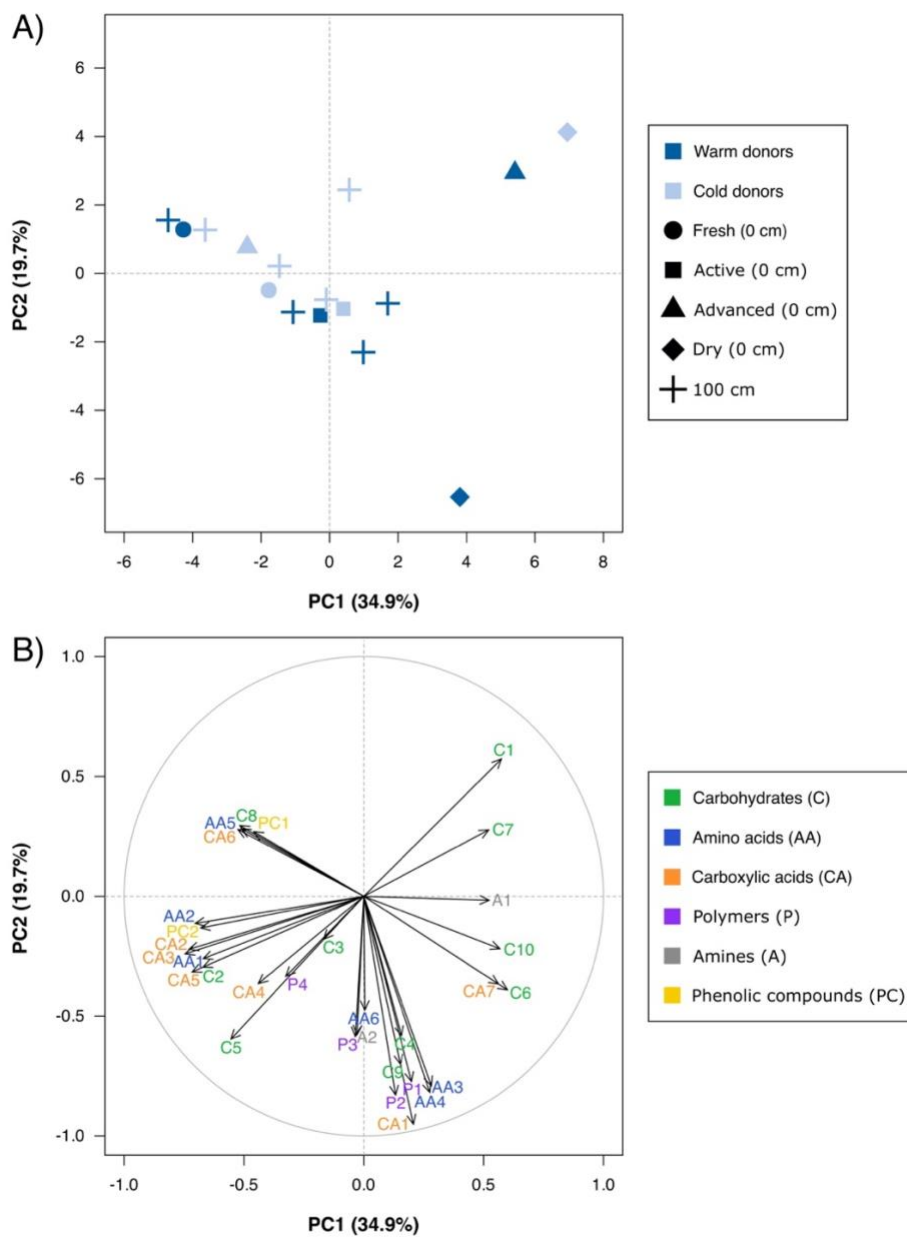 A)
6
4
2
0
-2
-4
-6
PC2 (19.7%)
-6 -4 -2 0 2 4 6 8
PC1 (34.9%)
Warm donors
Cold donors
Fresh (0 cm)
Active (0 cm)
Advanced (0 cm)
Dry (0 cm)
100 cm
B)
1.0
0.5
0.0
-0.5
-1.0
PC2 (19.7%)
C1
C8
AA5 PC1
CA6
C7
A1
AA2
PC2
CA2
CA3 AA1
C2
CA5
C3
C10
CA4 P4
CA7 C6
AA6
C5
P3 A2 C4
C9
P1 AA3
P2 AA4
CA1
-1.0 -0.5 0.0 0.5 1.0
PC1 (34.9%)
Carbohydrates (C)
Amino acids (AA)
Carboxylic acids (CA)
Polymers (P)
Amines (A)
Phenolic compounds (PC)